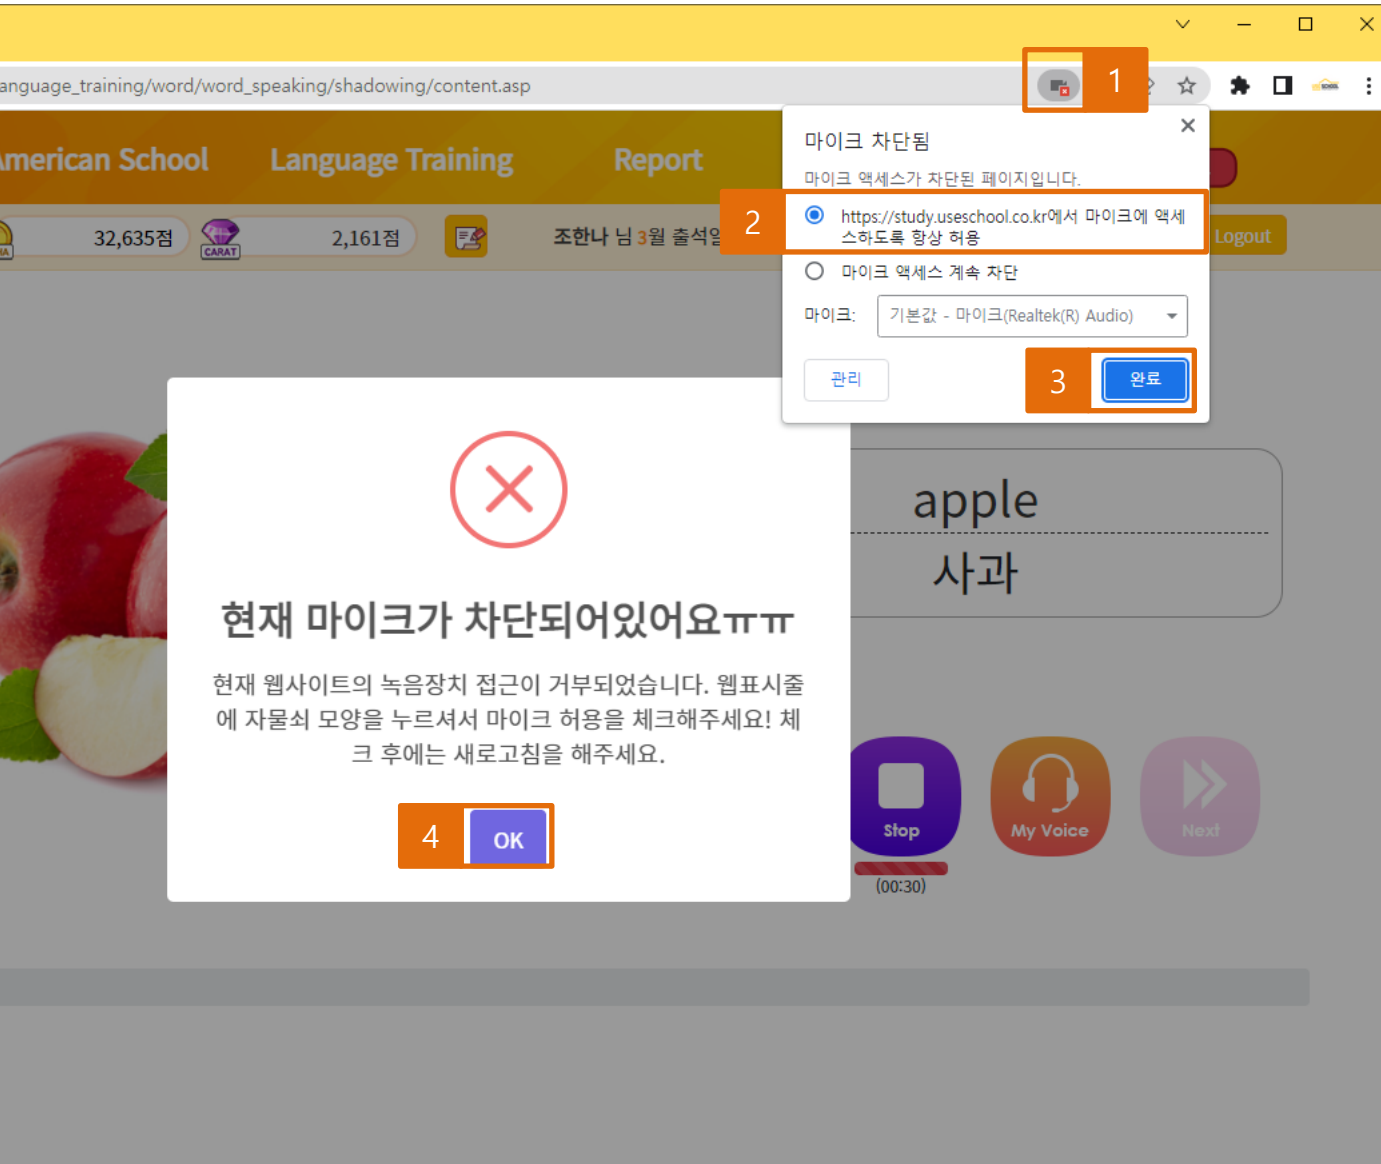 anguage_training/word/word_speaking/shadowing/content.asp
1
American School
Language Training
Report
마이크 차단됨
마이크 액세스가 차단된 페이지입니다.
2
https://study.useschool.co.kr에서 마이크에 액세
스하도록 항상 허용
마이크 액세스 계속 차단
마이크:
기본값 - 마이크(Realtek(R) Audio)
관리
3
완료
32,635점
CARAT
2,161점
조한나 님 3월 출석일
Logout
apple
사과
현재 마이크가 차단되어있어요ㅠㅠ
현재 웹사이트의 녹음장치 접근이 거부되었습니다. 웹표시줄
에 자물쇠 모양을 누르셔서 마이크 허용을 체크해주세요! 체
크 후에는 새로고침을 해주세요.
4
OK
Stop
My Voice
Next
(00:30)